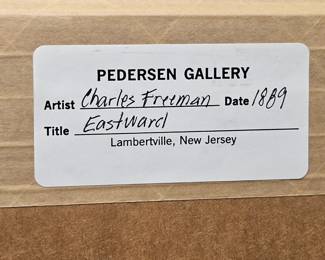 PEDERSEN GALLERY
Artist Charles Freeman Date 1889
Title Eastward
Lambertville, New Jersey